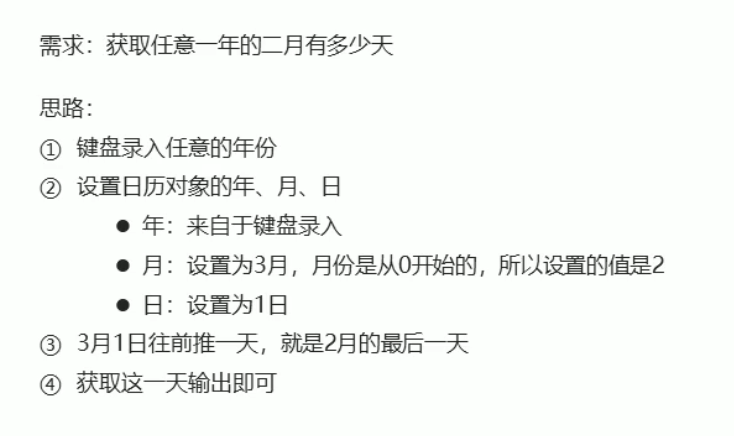 需求：获取任意一年的二月有多少天
思路：
① 键盘录入任意的年份
② 设置日历对象的年、月、日
● 年：来自于键盘录入
● 月：设置为3月，月份是从0开始的，所以设置的值是2
● 日：设置为1日
③ 3月1日往前推一天，就是2月的最后一天
④ 获取这一天输出即可